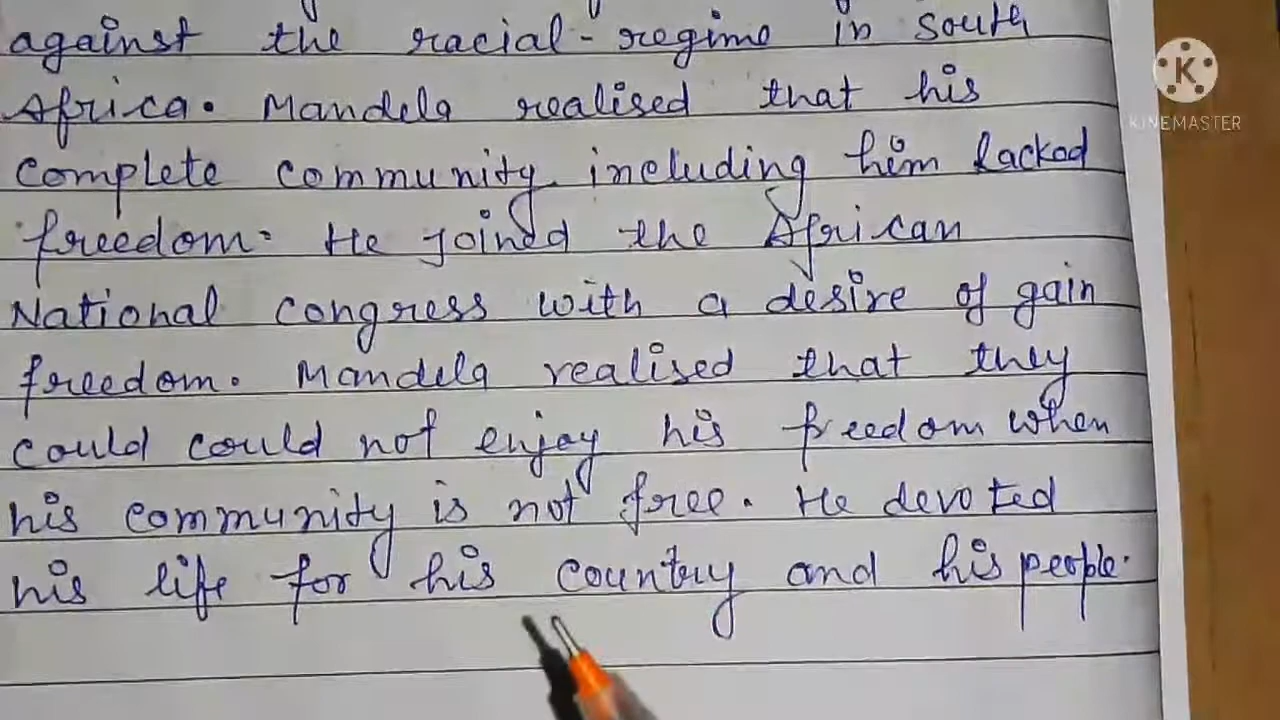 against the racial-regime in south
Africa. Mandela realised that his
complete community including him lacked
freedom. He joined the African
National congress with a desire of gain
freedom. Mandela realised that they
could could not enjoy his freedom when
his community is not free. He devoted
his life for his country and his people.
K
KINEMASTER